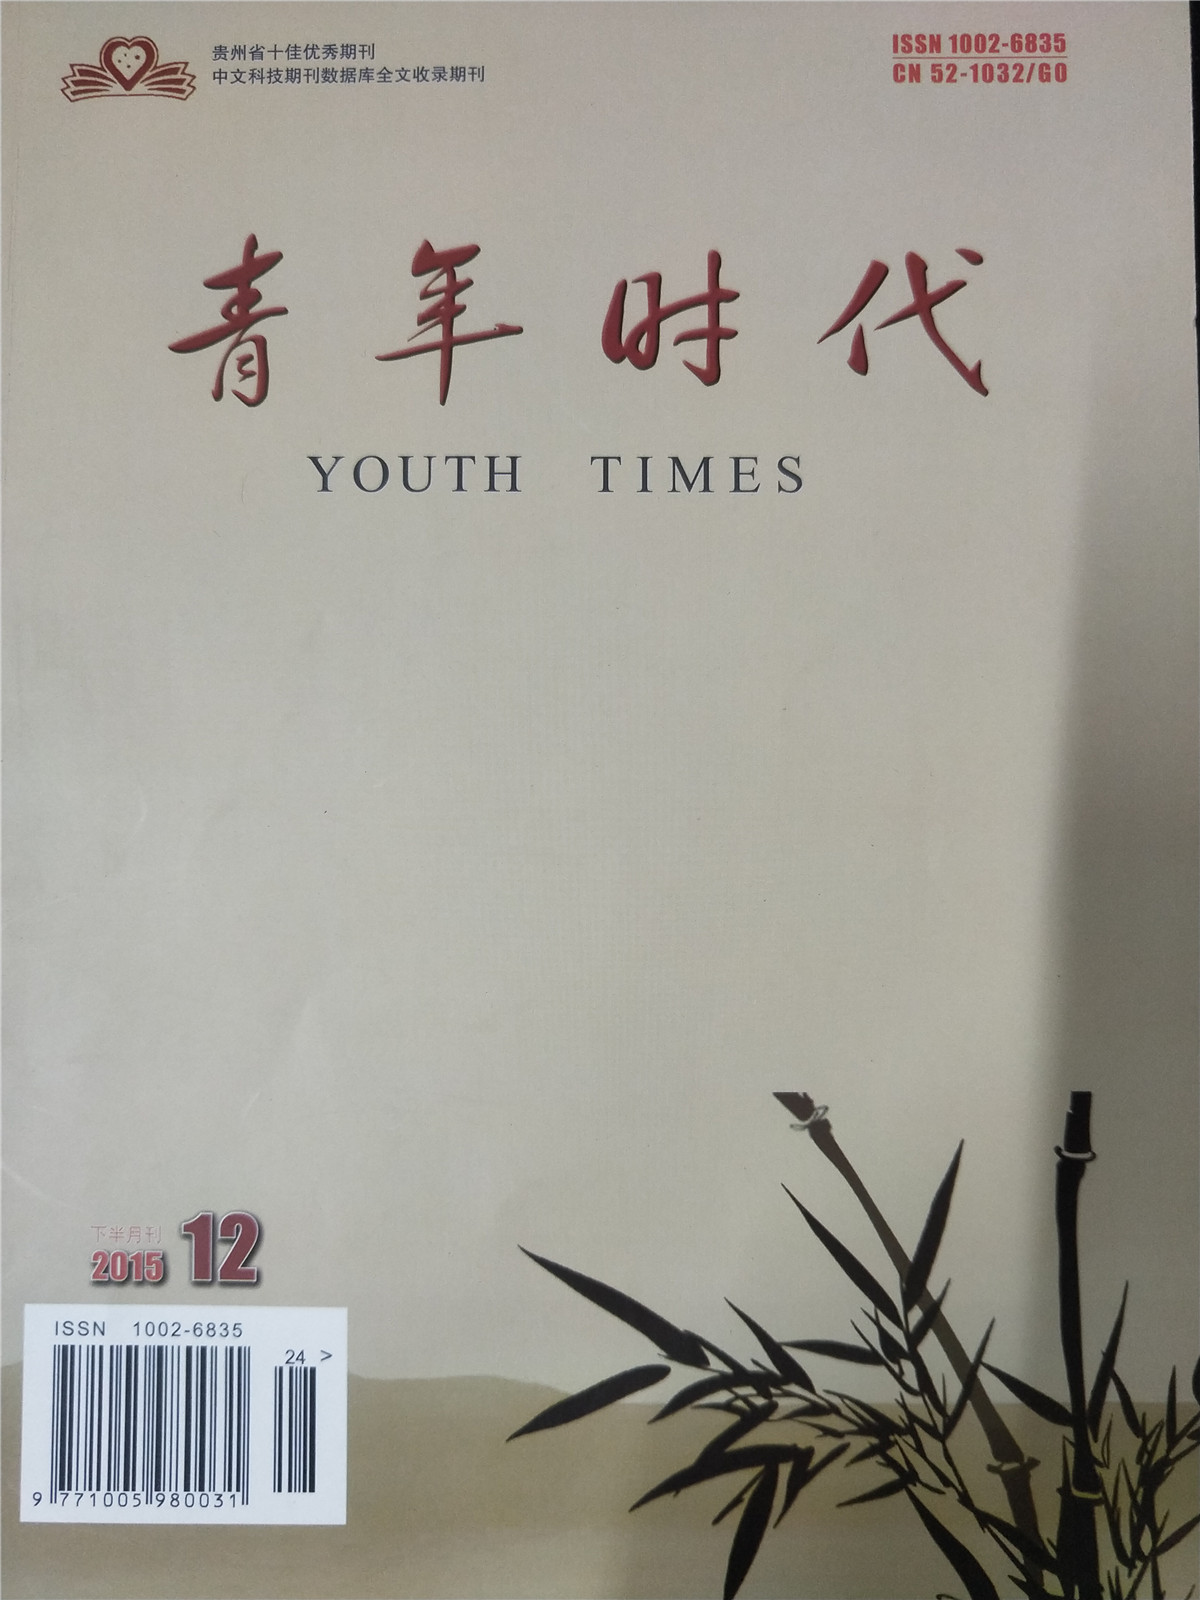 贵州省十佳优秀期刊
中文科技期刊数据库全文收录期刊
ISSN 1002-6835
CN 52-1032/G0
青年时代
YOUTH TIMES
下半月刊
2015 12
ISSN 1002-6835
24 >
9 771005 980031